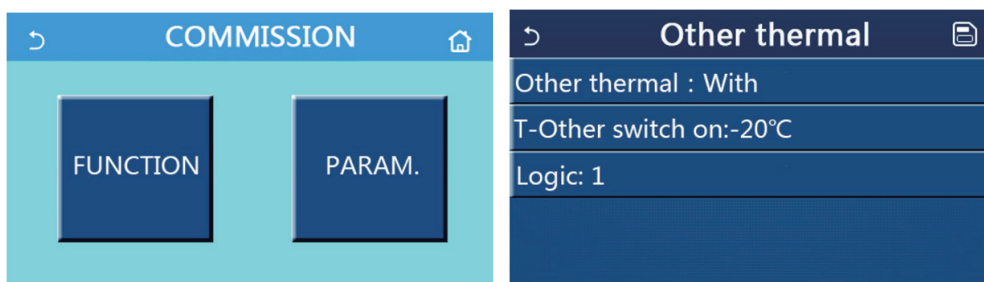 COMMISSION
FUNCTION
PARAM.
Other thermal
Other thermal : With
T-Other switch on:-20℃
Logic: 1